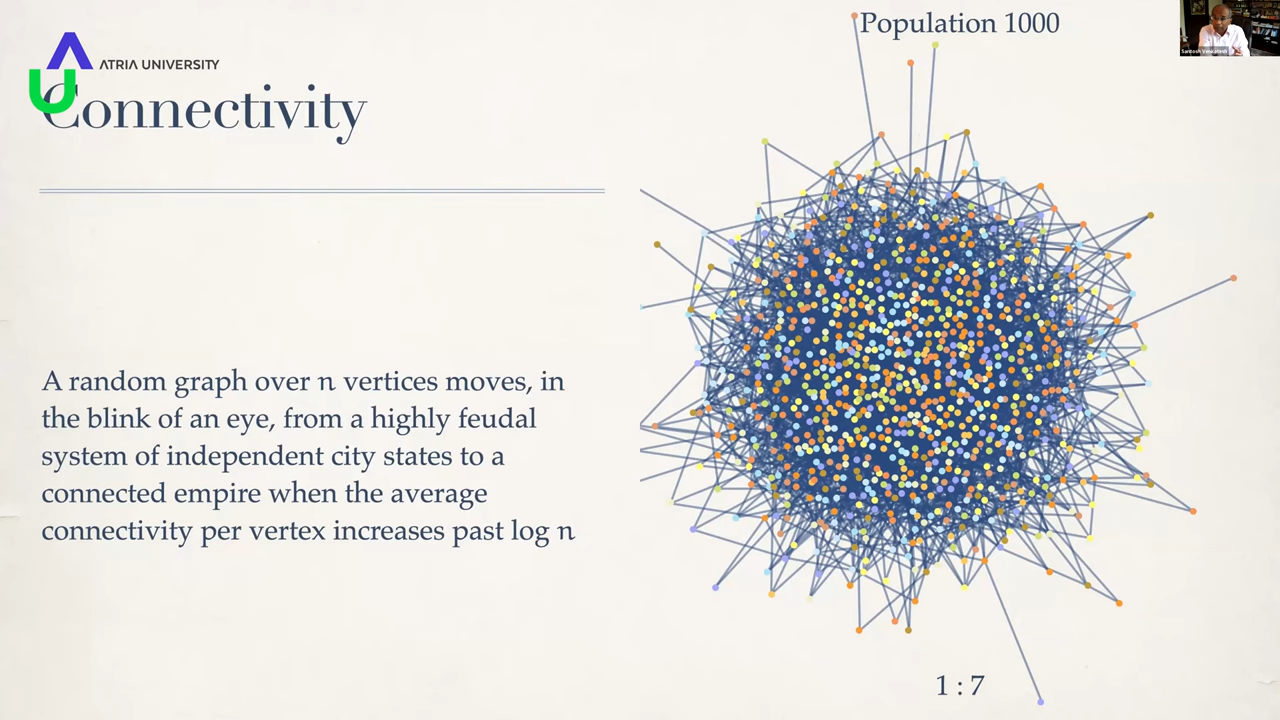 Population 1000
ATRIA UNIVERSITY
Connectivity
A random graph over n vertices moves, in
the blink of an eye, from a highly feudal
system of independent city states to a
connected empire when the average
connectivity per vertex increases past log n
1 : 7